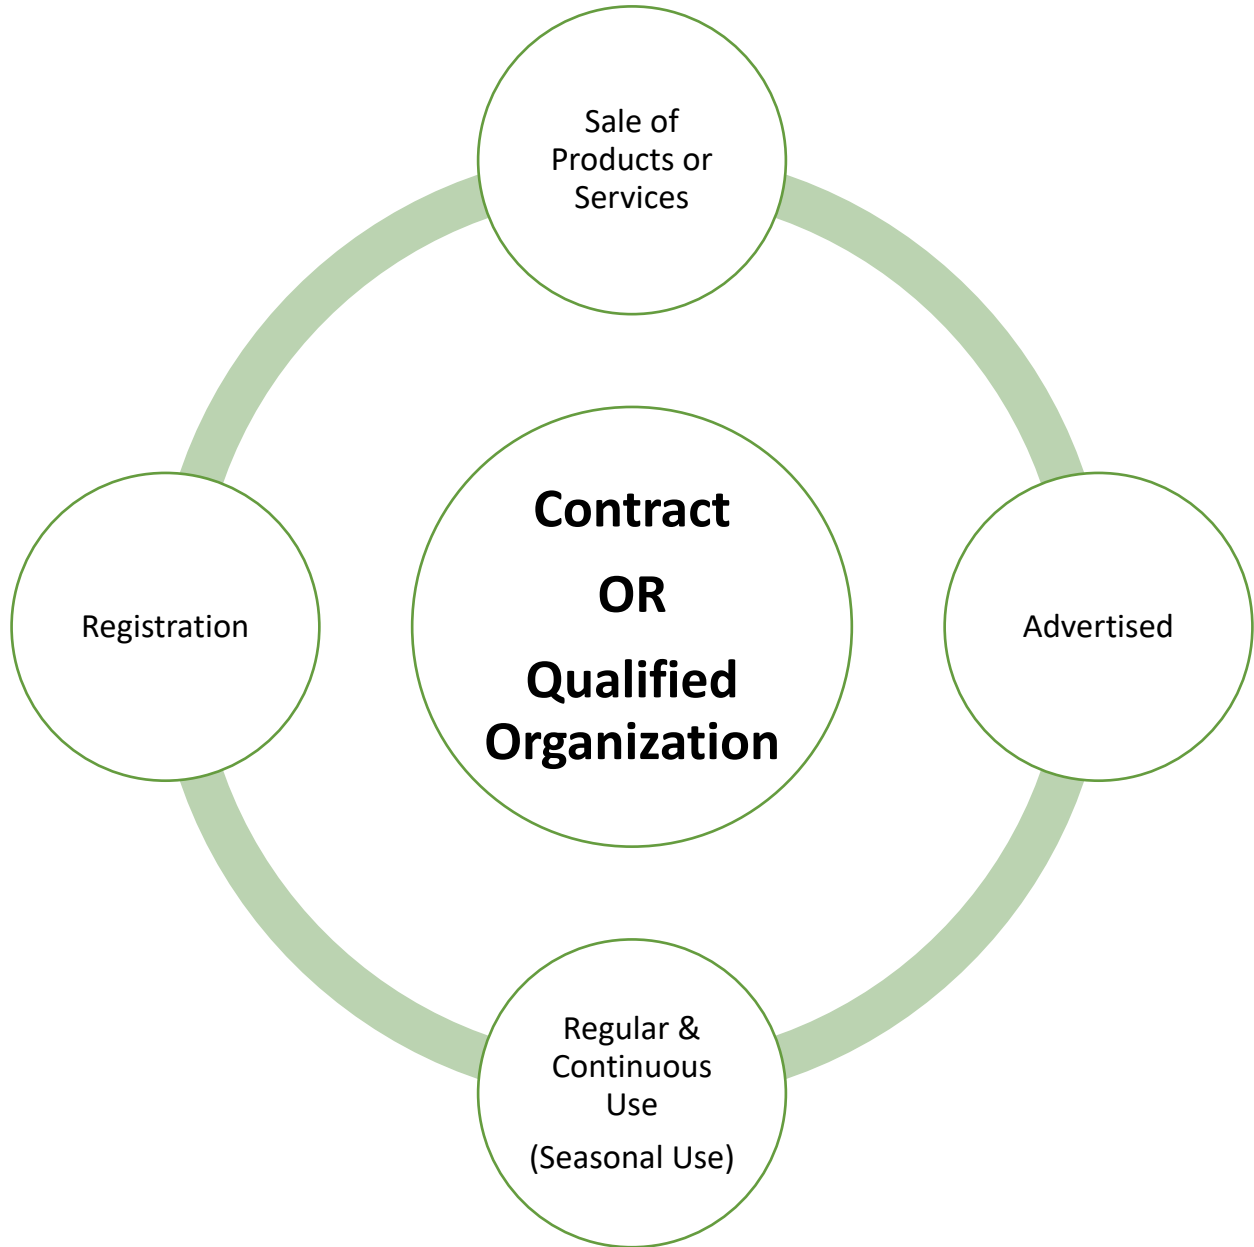 Sale of
Products or
Services
Contract
OR
Qualified
Organization
Registration
Advertised
Regular &
Continuous
Use
(Seasonal Use)